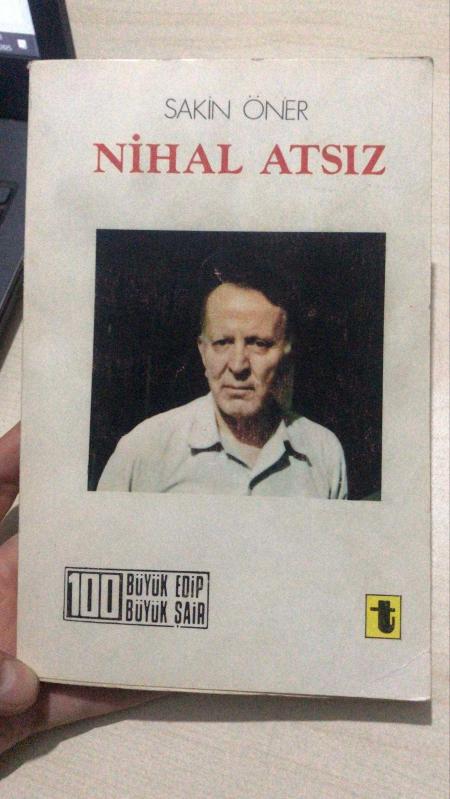 SAKİN ÖNER
NİHAL ATSIZ
100 BÜYÜK EDİP
BÜYÜK ŞAİR
t